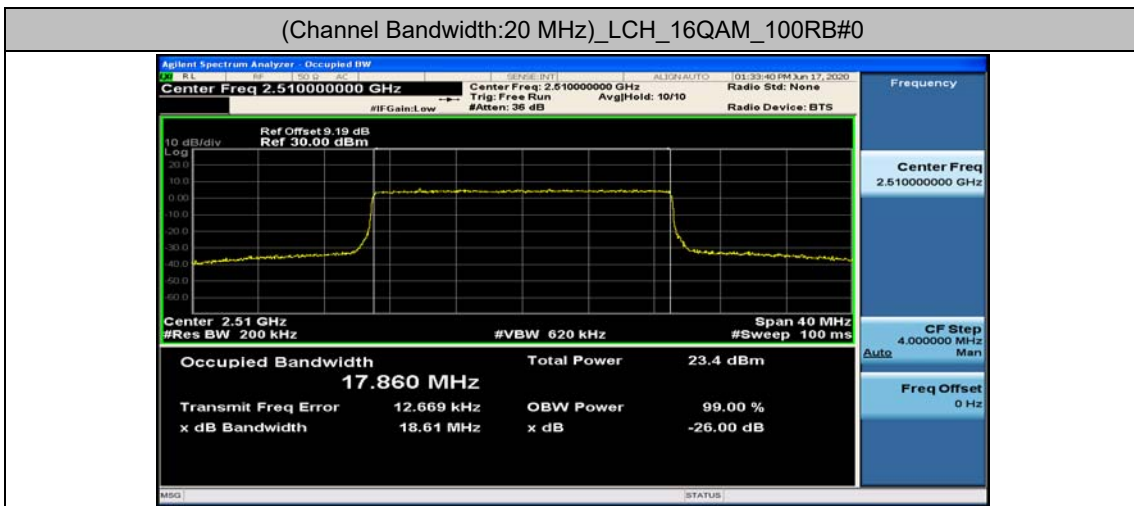 (Channel Bandwidth:20 MHz)_LCH_16QAM_100RB#0
Agilent Spectrum Analyzer - Occupied BW
RL RF 50 Ω AC SENSE:INT ALIGN AUTO 01:33:40 PM Jun 17, 2020
Center Freq 2.510000000 GHz
Center Freq: 2.510000000 GHz
Radio Std: None
Trig: Free Run Avg|Hold: 10/10
#IFGain:Low #Atten: 36 dB Radio Device: BTS
Frequency
Ref Offset 9.19 dB
10 dB/div Ref 30.00 dBm
Log
20.0
10.0
0.00
-10.0
-20.0
-30.0
-40.0
-50.0
-60.0
Center Freq
2.510000000 GHz
Center 2.51 GHz Span 40 MHz
#Res BW 200 kHz #VBW 620 kHz #Sweep 100 ms
CF Step
4.000000 MHz
Auto Man
Occupied Bandwidth Total Power 23.4 dBm
17.860 MHz
Transmit Freq Error 12.669 kHz OBW Power 99.00 %
x dB Bandwidth 18.61 MHz x dB -26.00 dB
Freq Offset
0 Hz
MSG STATUS